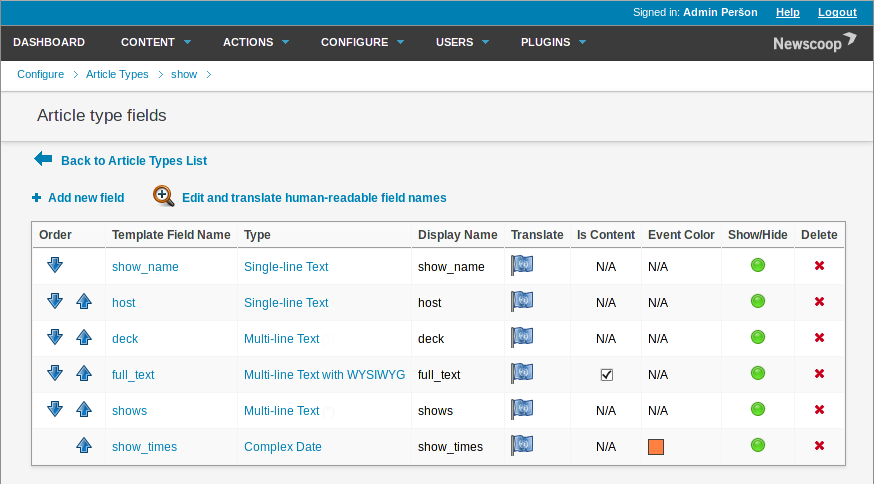 Signed in: Admin Peršon Help Logout
DASHBOARD CONTENT ACTIONS CONFIGURE USERS PLUGINS Newscoop
Configure Article Types show
Article type fields
Back to Article Types List
Add new field Edit and translate human-readable field names
Order Template Field Name Type Display Name Translate Is Content Event Color Show/Hide Delete
show_name Single-line Text show_name N/A N/A
host Single-line Text host N/A N/A
deck Multi-line Text deck N/A N/A
full_text Multi-line Text with WYSIWYG full_text N/A
shows Multi-line Text shows N/A N/A
show_times Complex Date show_times N/A